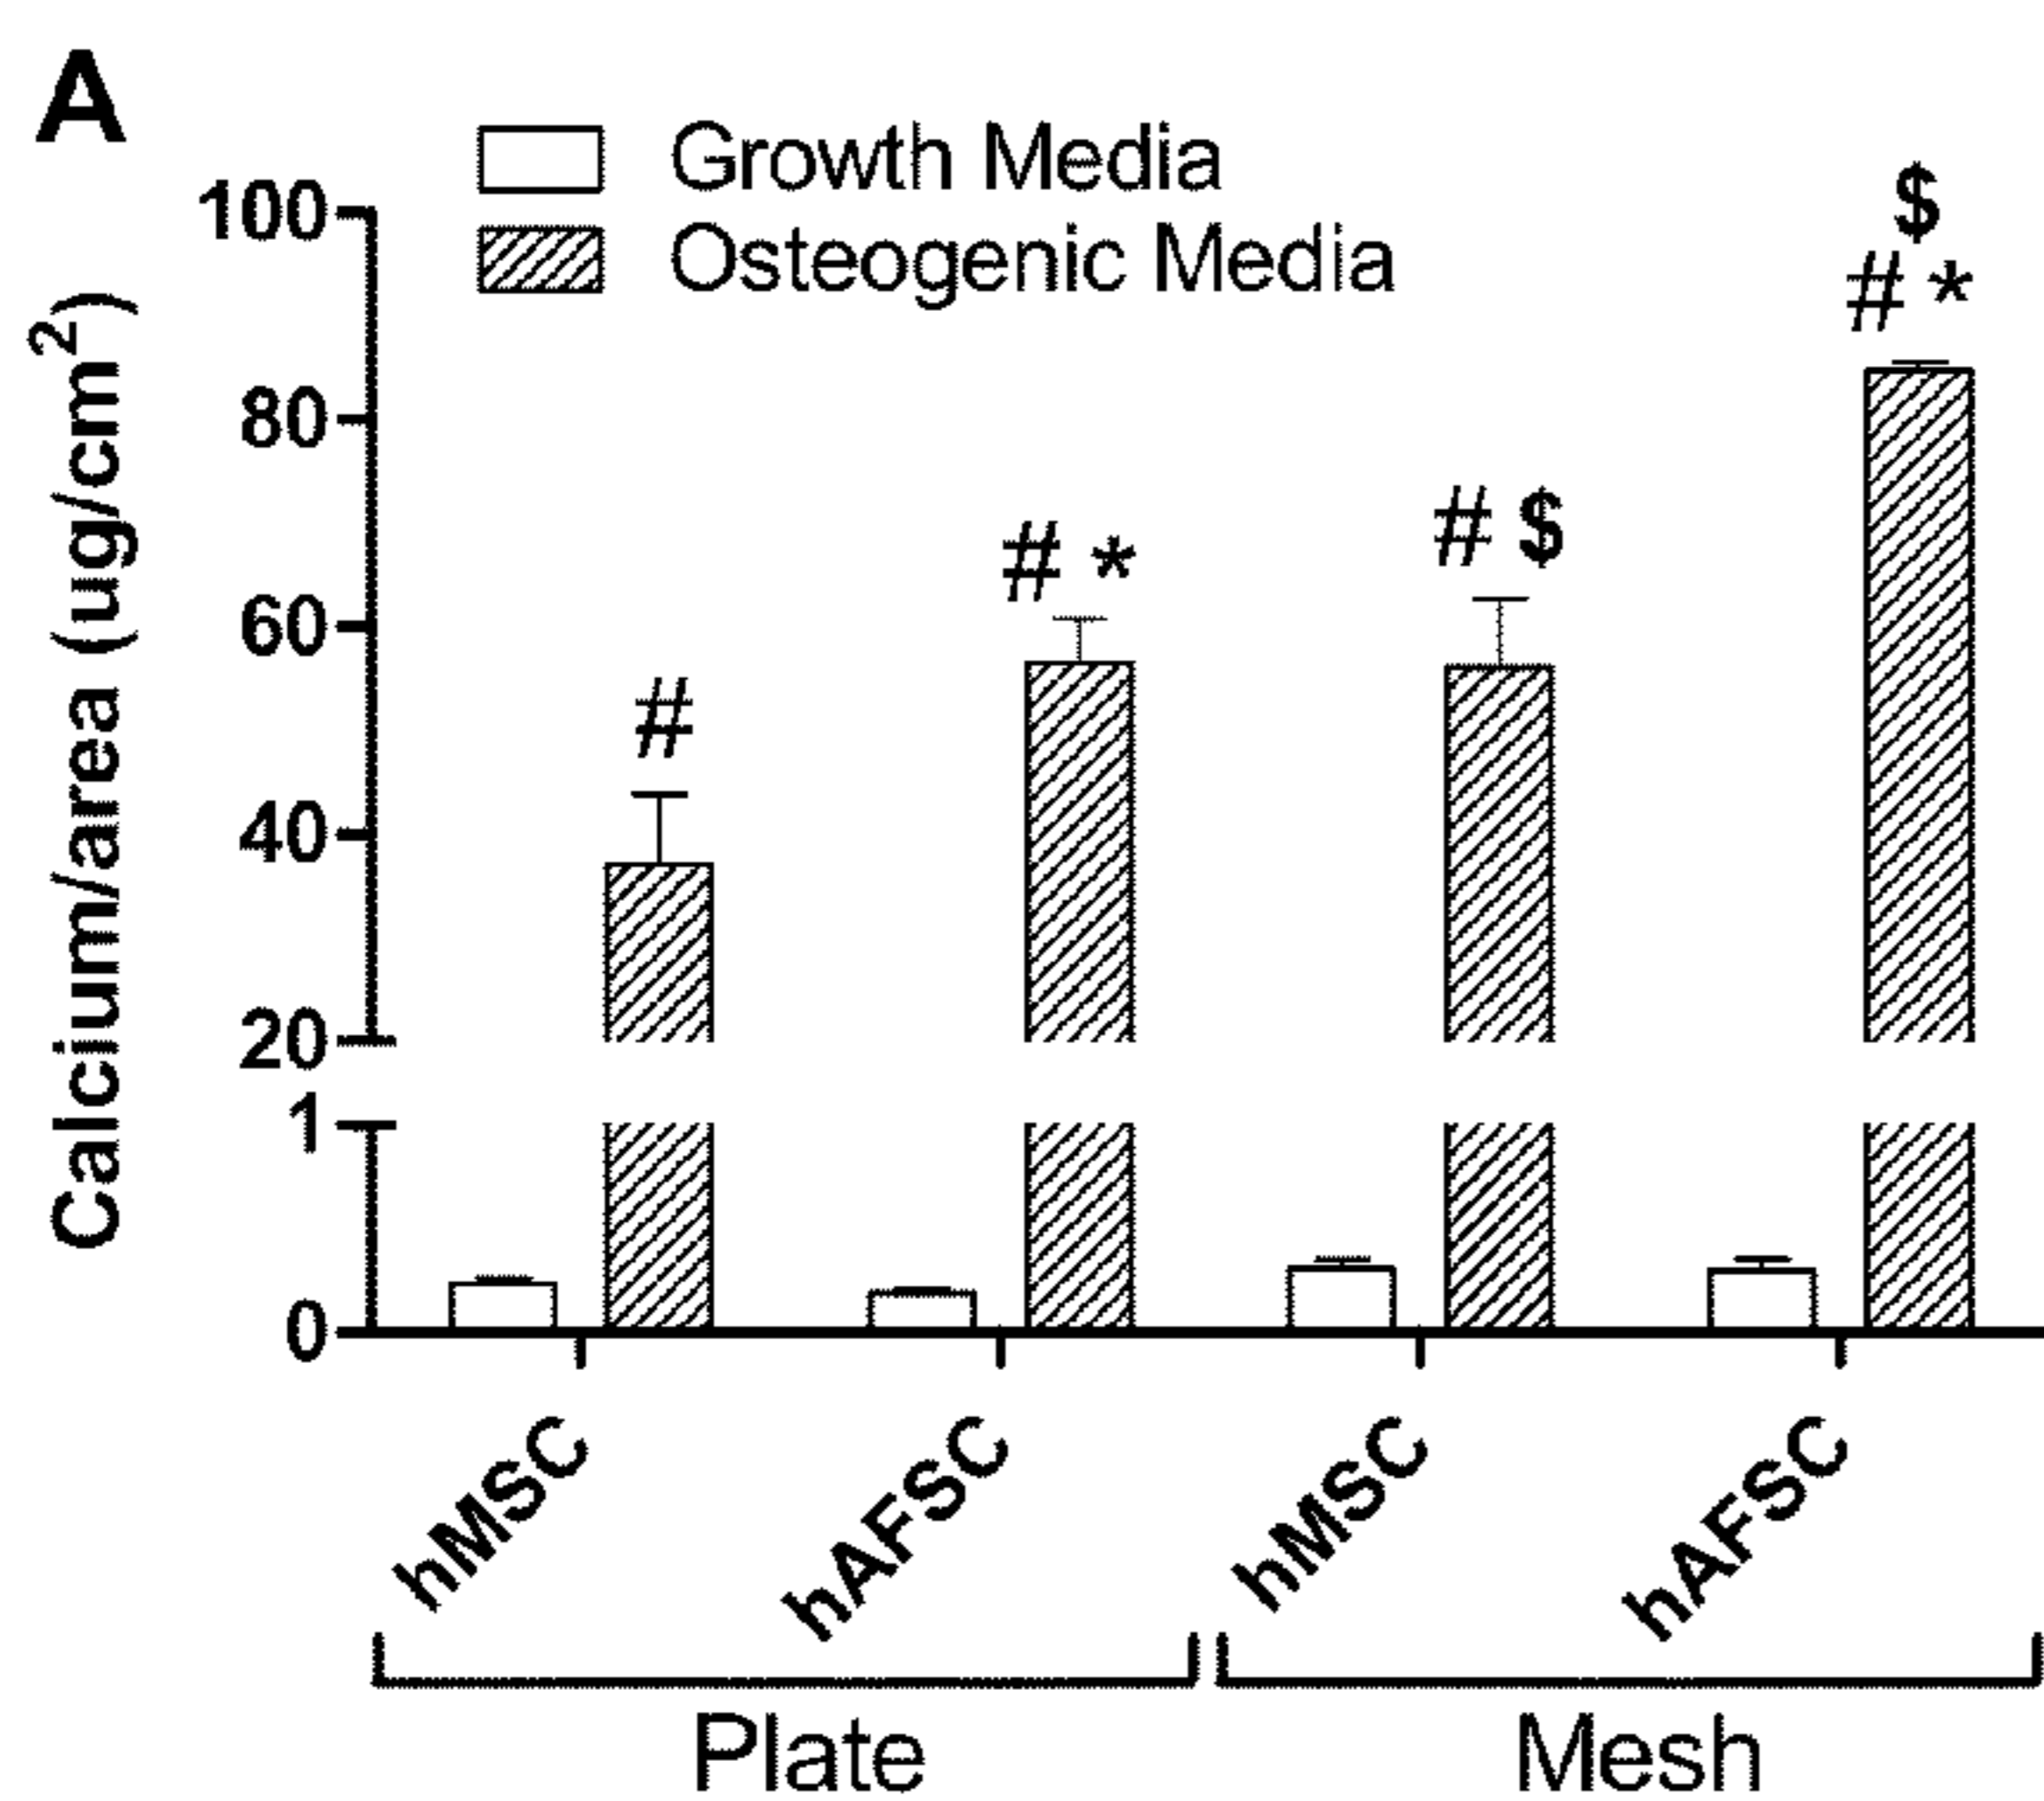 A
Growth Media
Osteogenic Media
Calcium/area (ug/cm²)
100
80
60
40
20
1
0
#
# *
# $
$
# *
hMSC
hAFSC
hMSC
hAFSC
Plate
Mesh